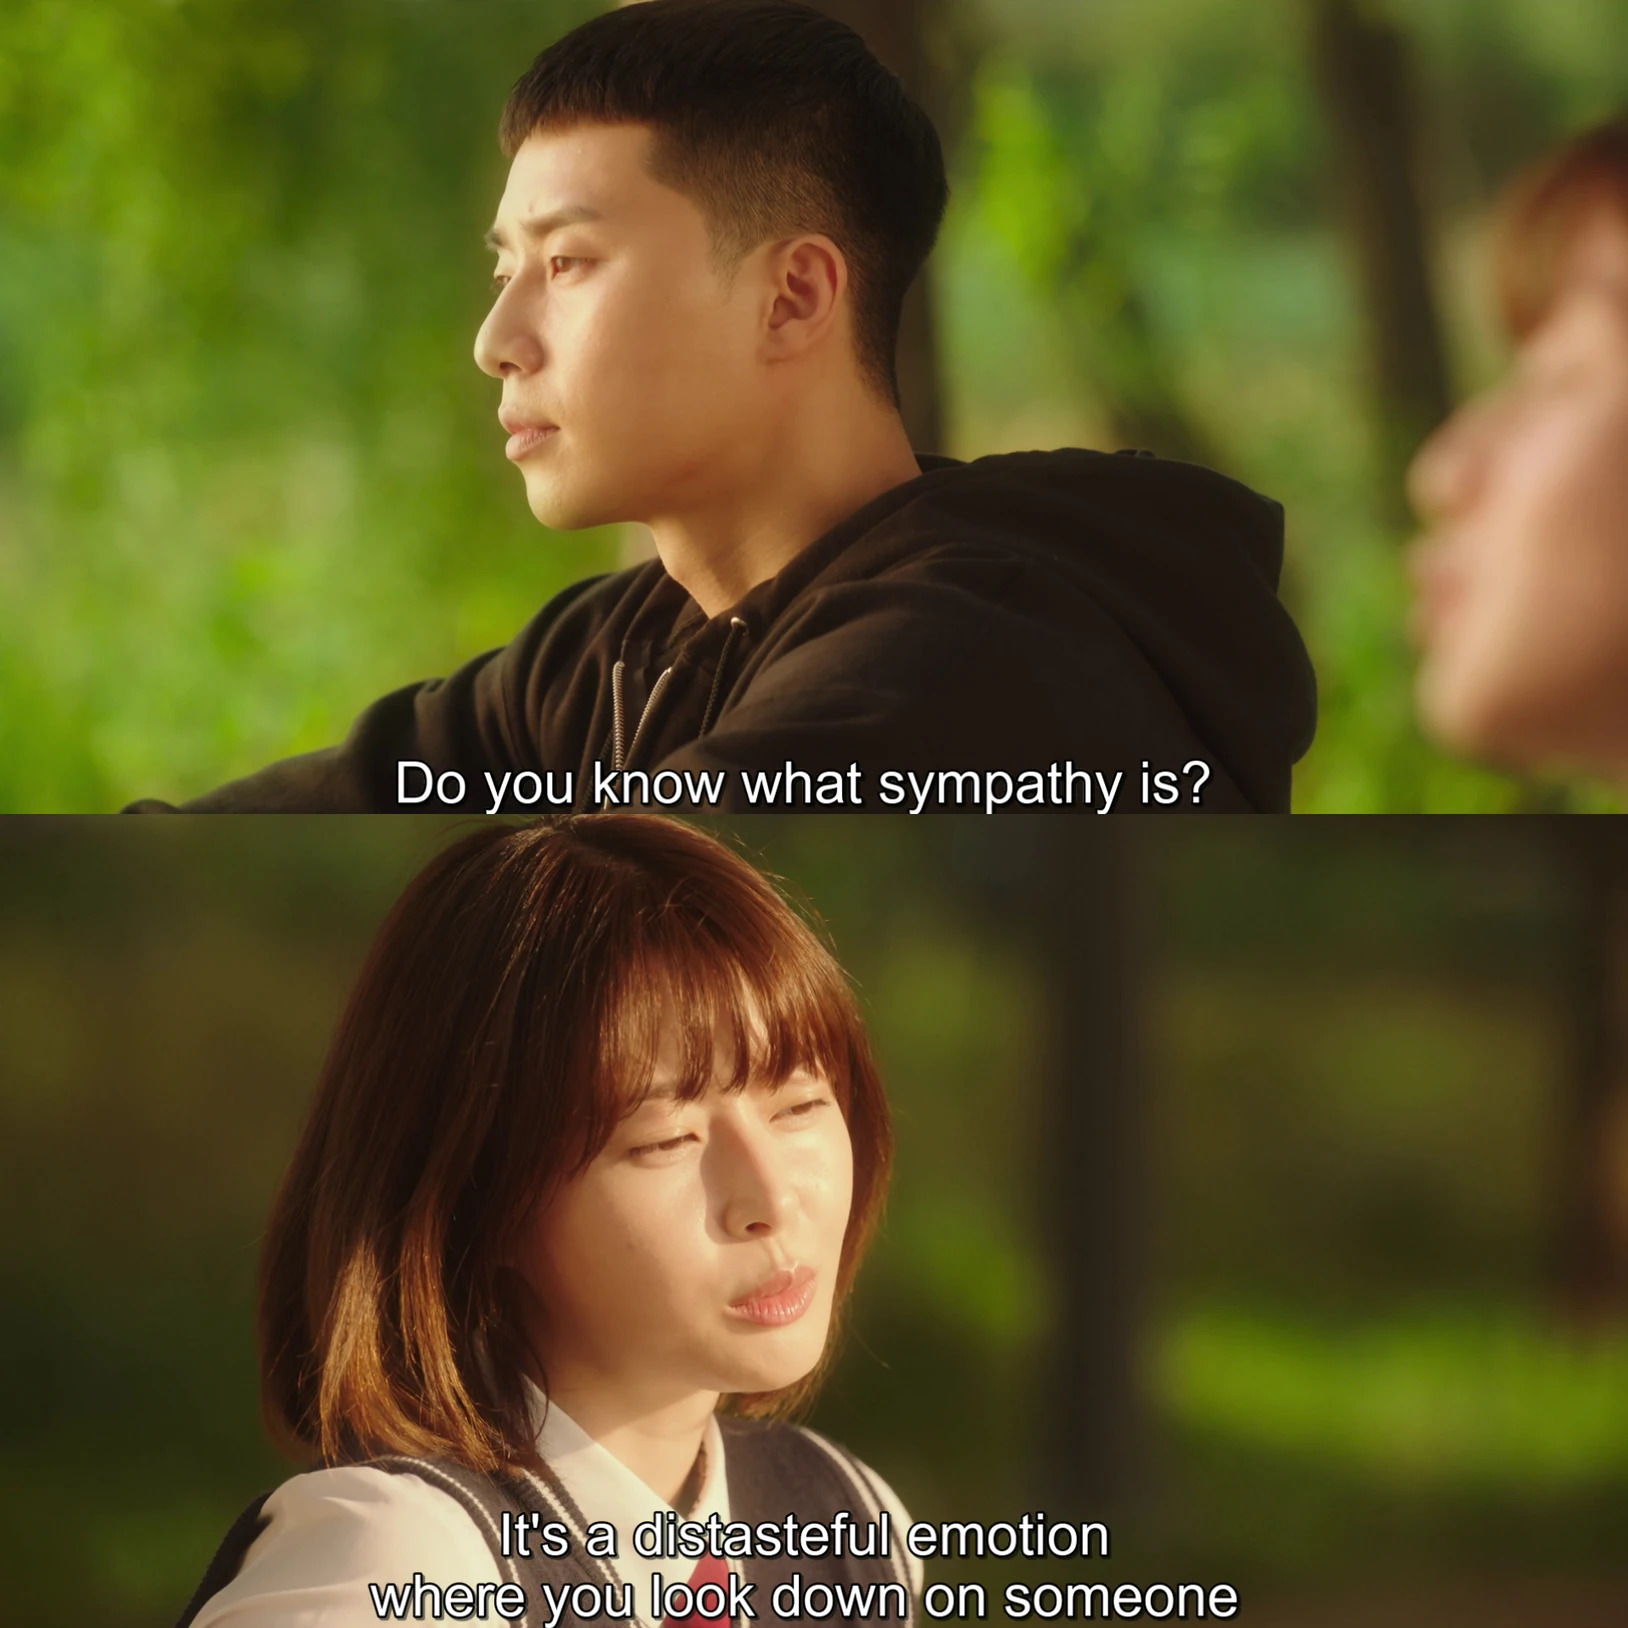 Do you know what sympathy is?
It's a distasteful emotion
where you look down on someone